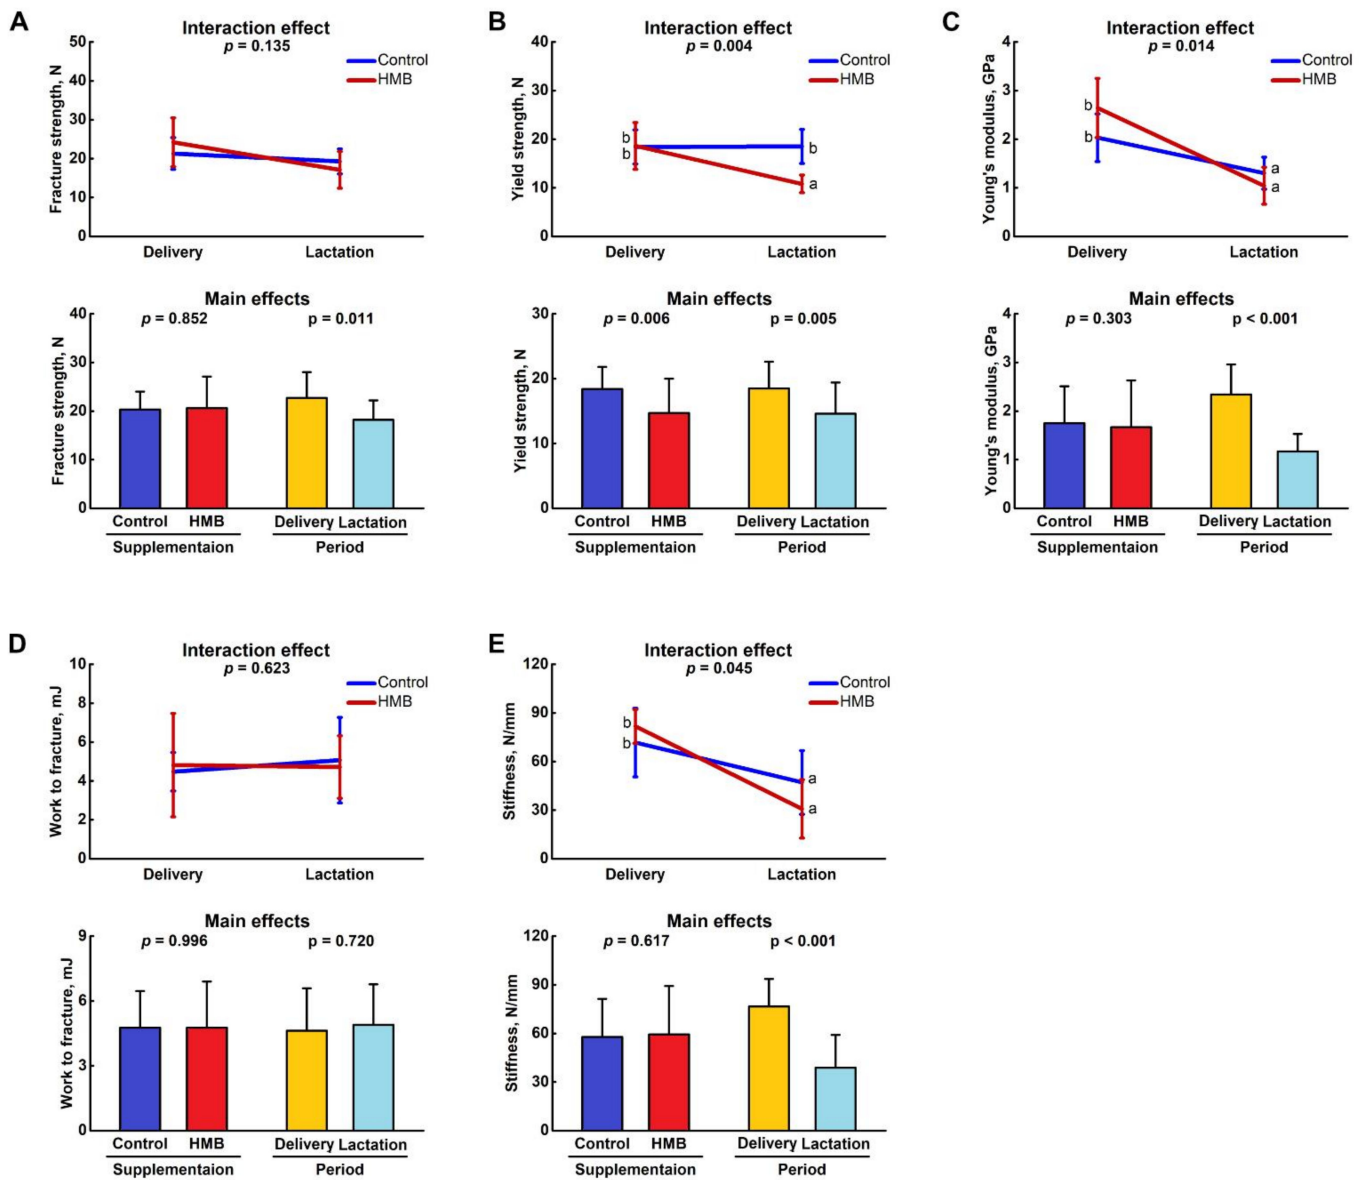 A
Interaction effect
p = 0.135
Control
HMB
Fracture strength, N
50
40
30
20
10
0
Delivery
Lactation
Main effects
p = 0.852
p = 0.011
Fracture strength, N
40
30
20
10
0
Control
HMB
Delivery
Lactation
Supplementaion
Period
B
Interaction effect
p = 0.004
Control
HMB
Yield strength, N
40
30
20
10
0
b
b
b
a
Delivery
Lactation
Main effects
p = 0.006
p = 0.005
Yield strength, N
30
20
10
0
Control
HMB
Delivery
Lactation
Supplementaion
Period
C
Interaction effect
p = 0.014
Control
HMB
Young's modulus, GPa
4
3
2
1
0
b
b
a
a
Delivery
Lactation
Main effects
p = 0.303
p < 0.001
Young's modulus, GPa
4
3
2
1
0
Control
HMB
Delivery
Lactation
Supplementaion
Period
D
Interaction effect
p = 0.623
Control
HMB
Work to fracture, mJ
10
8
6
4
2
0
Delivery
Lactation
Main effects
p = 0.996
p = 0.720
Work to fracture, mJ
9
6
3
0
Control
HMB
Delivery
Lactation
Supplementaion
Period
E
Interaction effect
p = 0.045
Control
HMB
Stiffness, N/mm
120
90
60
30
0
b
b
a
a
Delivery
Lactation
Main effects
p = 0.617
p < 0.001
Stiffness, N/mm
120
90
60
30
0
Control
HMB
Delivery
Lactation
Supplementaion
Period